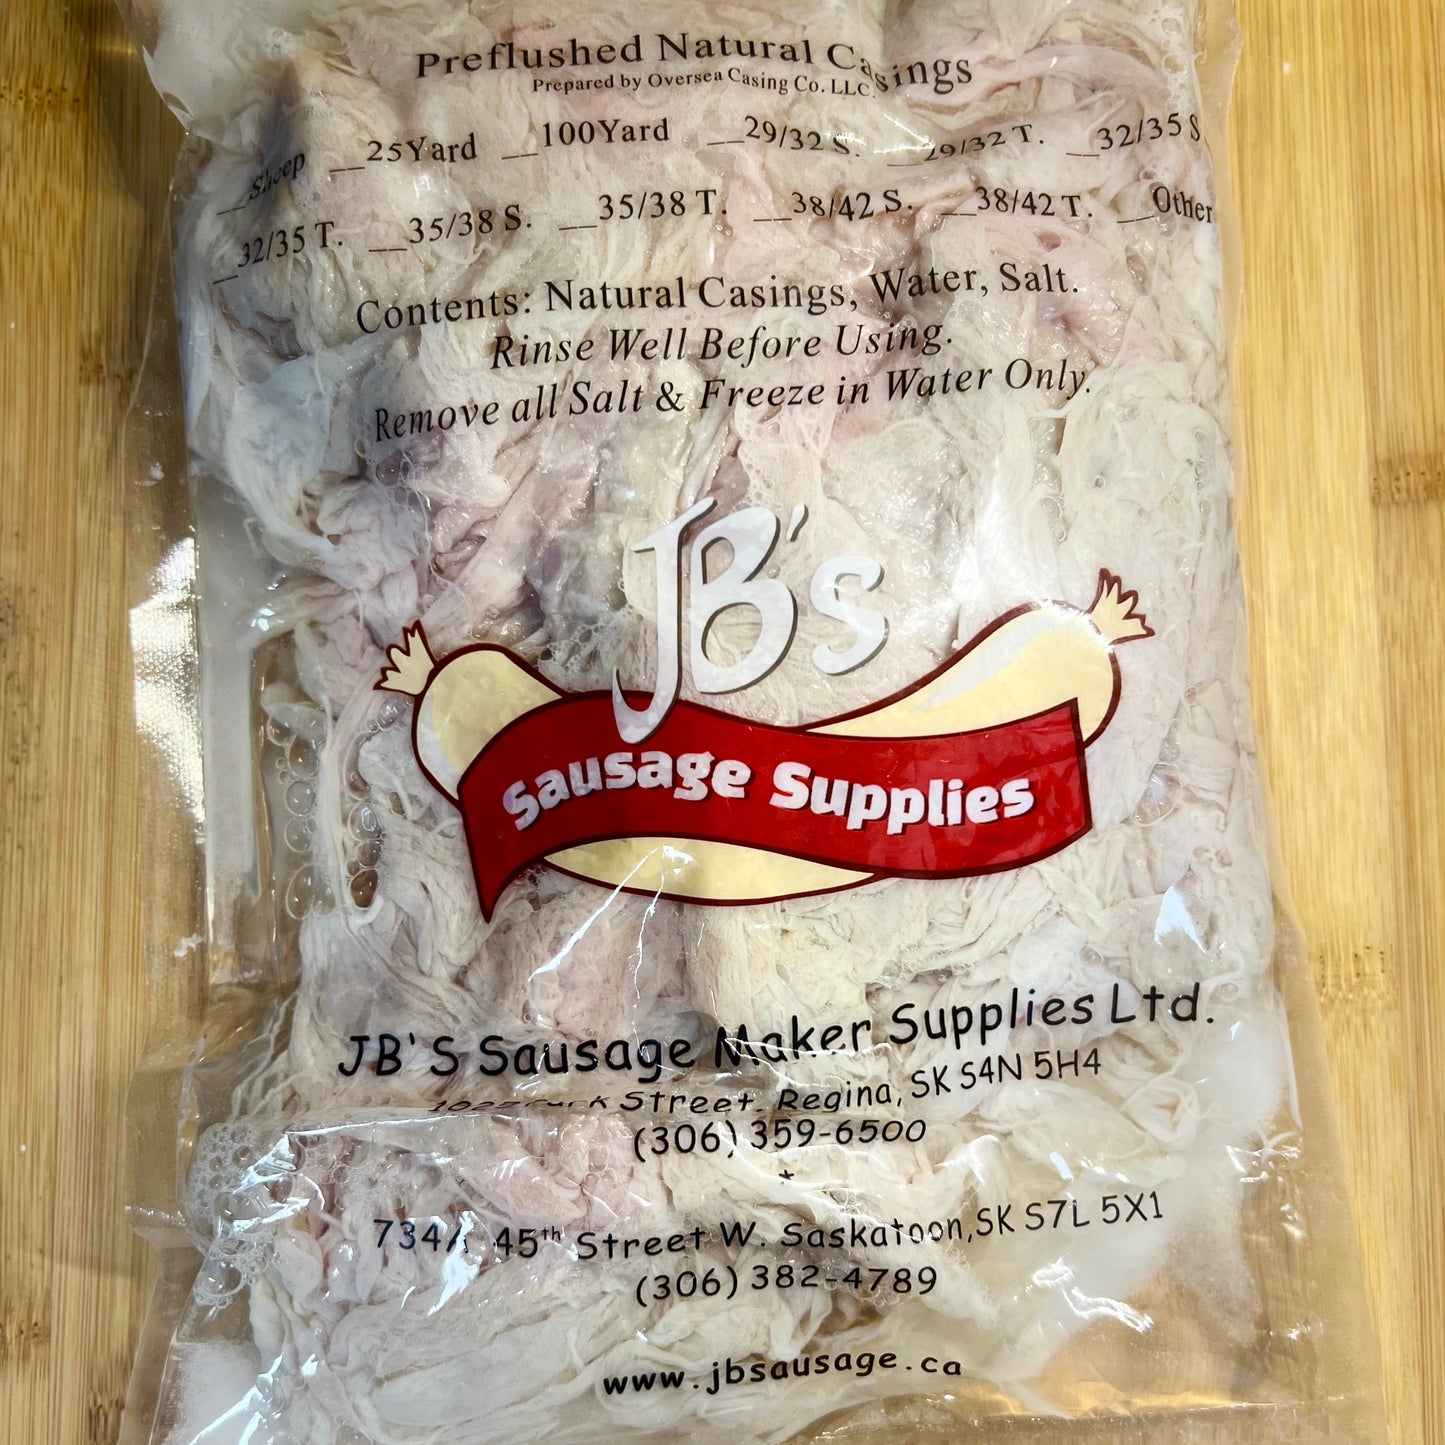 Preflushed Natural Casings
Prepared by Oversea Casing Co. LLC.
__Sheep __25Yard __100Yard __29/32 S. __29/32 T. __32/35 S
__32/35 T. __35/38 S. __35/38 T. __38/42 S. __38/42 T. __Other
Contents: Natural Casings, Water, Salt.
Rinse Well Before Using.
Remove all Salt & Freeze in Water Only.
JB's
Sausage Supplies
JB'S Sausage Maker Supplies Ltd.
Street. Regina, SK S4N 5H4
(306) 359-6500
*
734A 45th Street W. Saskatoon, SK S7L 5X1
(306) 382-4789
www.jbsausage.ca